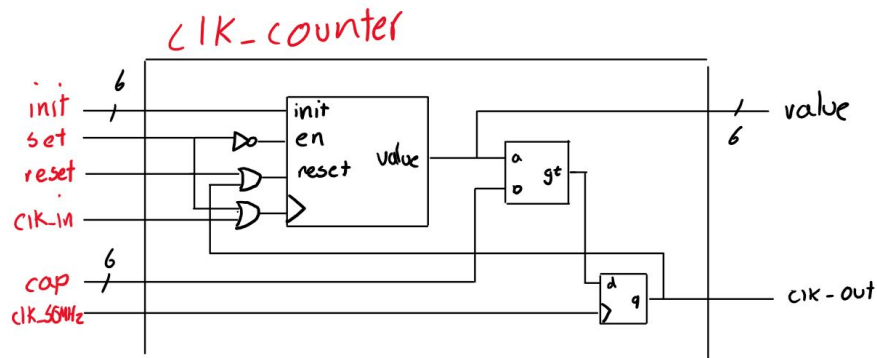 clk_counter
6
init
set
reset
clk_in
6
cap
clk_50MHz
init
en
reset
value
a
b
gt
d
q
value
6
clk-out